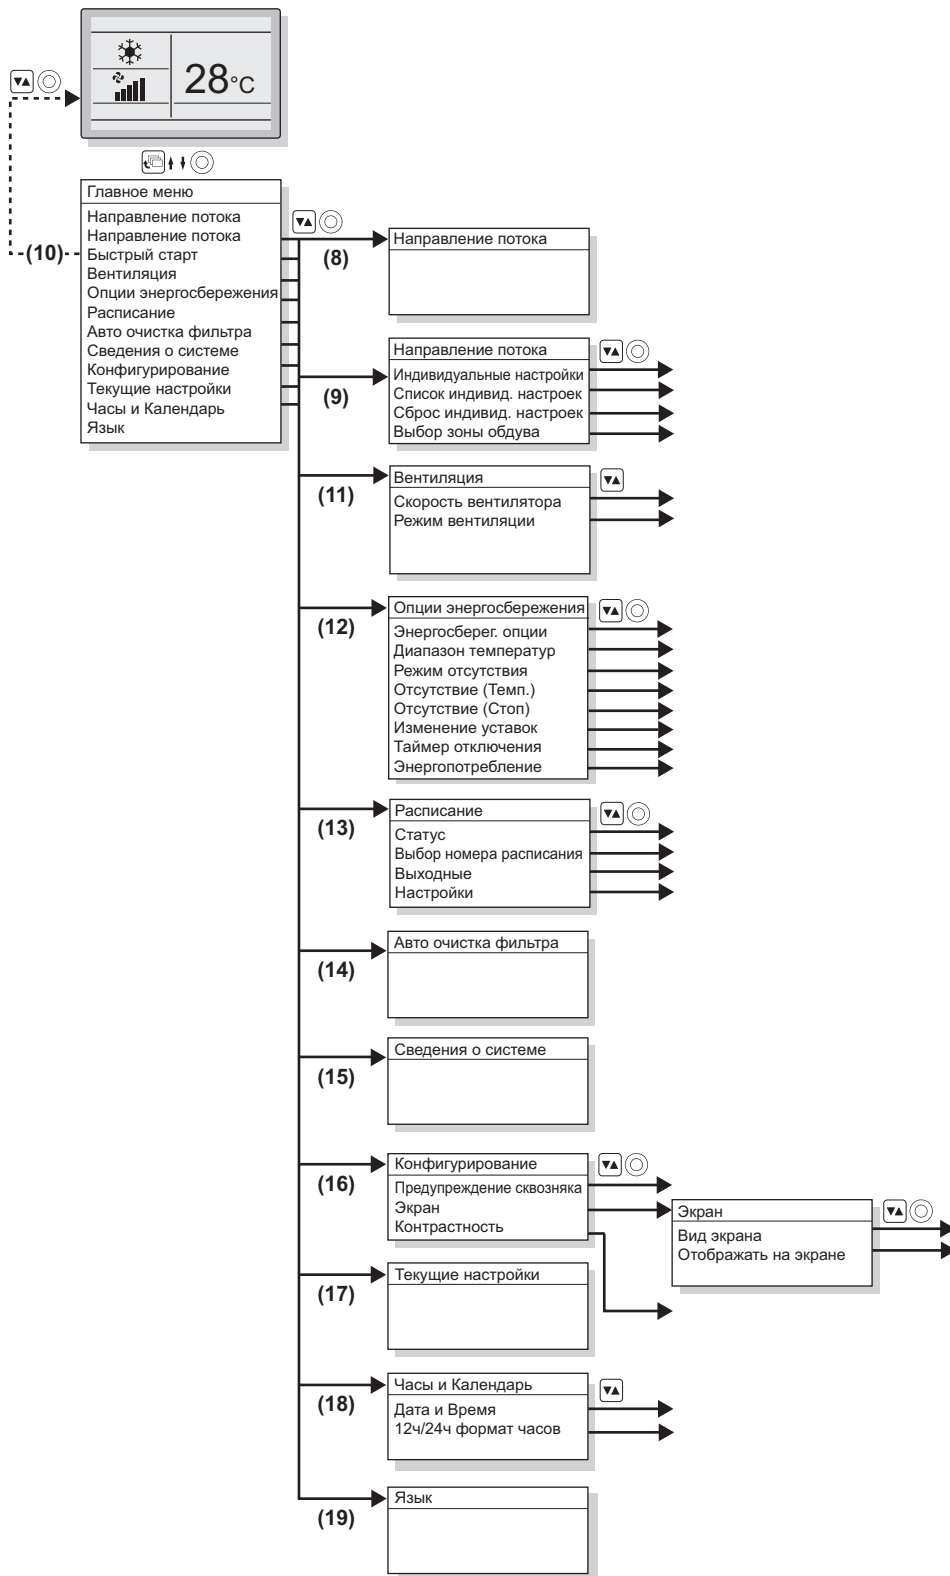 28°C
Главное меню
Направление потока
Направление потока
Быстрый старт
Вентиляция
Опции энергосбережения
Расписание
Авто очистка фильтра
Сведения о системе
Конфигурирование
Текущие настройки
Часы и Календарь
Язык
(10)
(8)
Направление потока
(9)
Направление потока
Индивидуальные настройки
Список индивид. настроек
Сброс индивид. настроек
Выбор зоны обдува
(11)
Вентиляция
Скорость вентилятора
Режим вентиляции
(12)
Опции энергосбережения
Энергосберег. опции
Диапазон температур
Режим отсутствия
Отсутствие (Темп.)
Отсутствие (Стоп)
Изменение уставок
Таймер отключения
Энергопотребление
(13)
Расписание
Статус
Выбор номера расписания
Выходные
Настройки
(14)
Авто очистка фильтра
(15)
Сведения о системе
(16)
Конфигурирование
Предупреждение сквозняка
Экран
Контрастность
Экран
Вид экрана
Отображать на экране
(17)
Текущие настройки
(18)
Часы и Календарь
Дата и Время
12ч/24ч формат часов
(19)
Язык